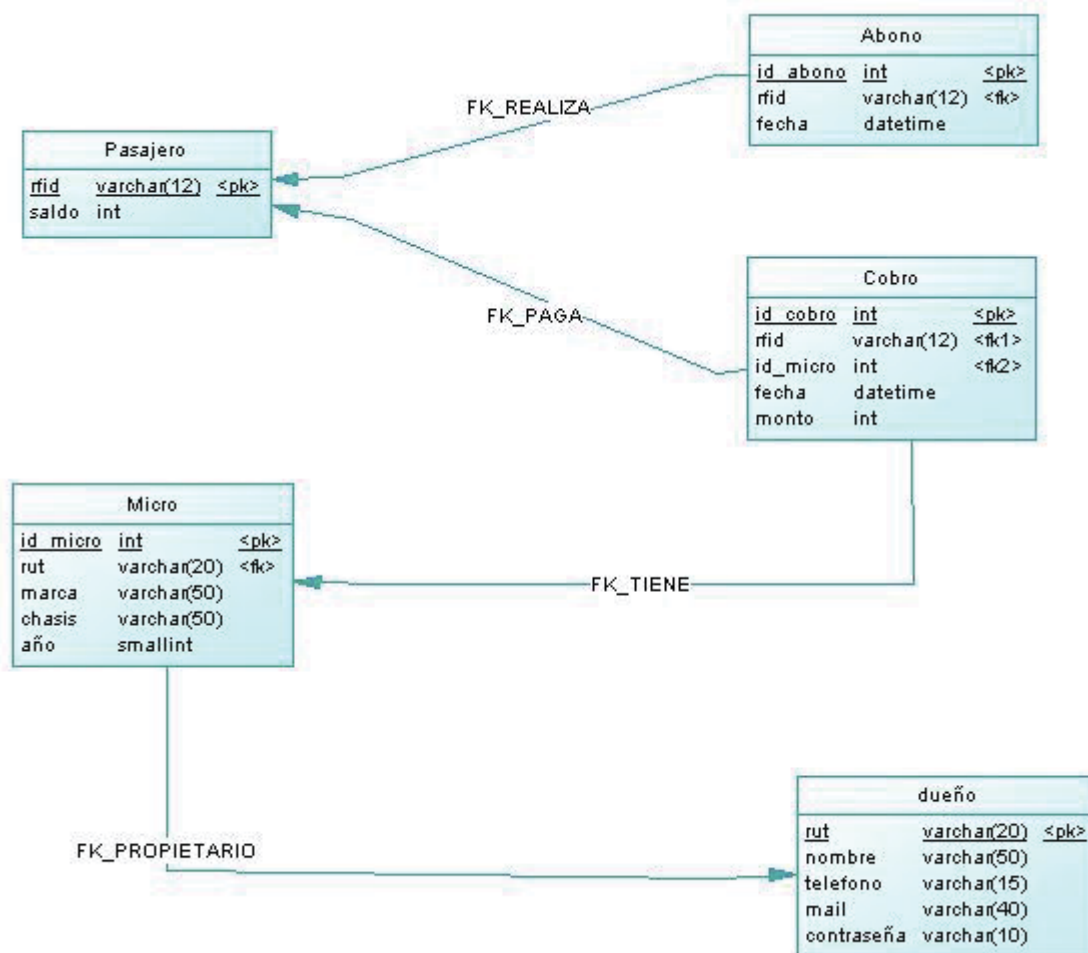 Abono
id_abono int <pk>
rfid varchar(12) <fk>
fecha datetime
FK_REALIZA
Pasajero
rfid varchar(12) <pk>
saldo int
FK_PAGA
Cobro
id_cobro int <pk>
rfid varchar(12) <fk1>
id_micro int <fk2>
fecha datetime
monto int
Micro
id_micro int <pk>
rut varchar(20) <fk>
marca varchar(50)
chasis varchar(50)
año smallint
FK_TIENE
FK_PROPIETARIO
dueño
rut varchar(20) <pk>
nombre varchar(50)
telefono varchar(15)
mail varchar(40)
contraseña varchar(10)